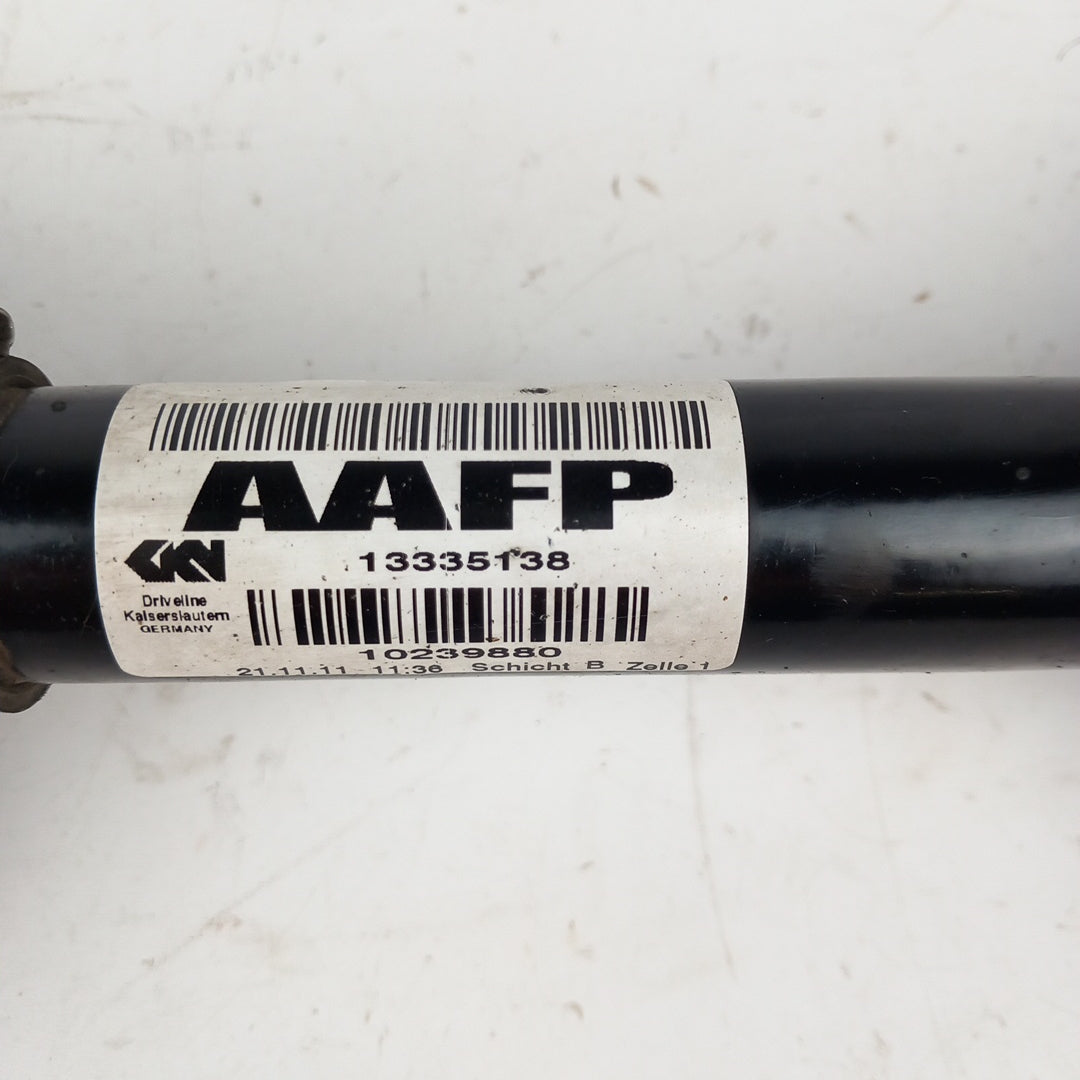 AAFP
13335138
GKN
Driveline
Kaiserslautern
GERMANY
10239880
21.11.11 11:36 Schicht B Zelle 1